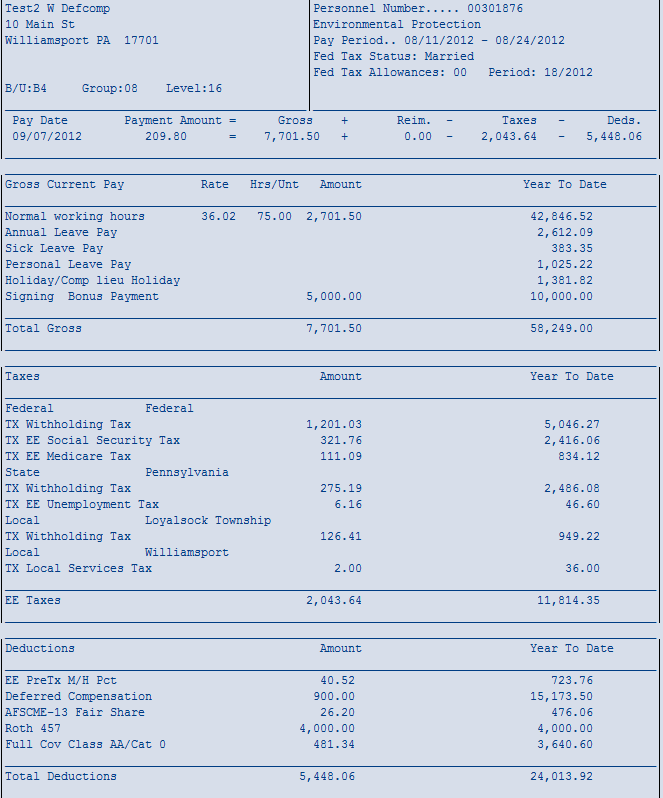 Test2 W Defcomp
10 Main St
Williamsport PA 17701
B/U:B4 Group:08 Level:16
Personnel Number..... 00301876
Environmental Protection
Pay Period.. 08/11/2012 - 08/24/2012
Fed Tax Status: Married
Fed Tax Allowances: 00 Period: 18/2012
Pay Date Payment Amount = Gross + Reim. - Taxes - Deds.
09/07/2012 209.80 = 7,701.50 + 0.00 - 2,043.64 - 5,448.06
Gross Current Pay Rate Hrs/Unt Amount Year To Date
Normal working hours 36.02 75.00 2,701.50 42,846.52
Annual Leave Pay 2,612.09
Sick Leave Pay 383.35
Personal Leave Pay 1,025.22
Holiday/Comp lieu Holiday 1,381.82
Signing Bonus Payment 5,000.00 10,000.00
Total Gross 7,701.50 58,249.00
Taxes Amount Year To Date
Federal Federal
TX Withholding Tax 1,201.03 5,046.27
TX EE Social Security Tax 321.76 2,416.06
TX EE Medicare Tax 111.09 834.12
State Pennsylvania
TX Withholding Tax 275.19 2,486.08
TX EE Unemployment Tax 6.16 46.60
Local Loyalsock Township
TX Withholding Tax 126.41 949.22
Local Williamsport
TX Local Services Tax 2.00 36.00
EE Taxes 2,043.64 11,814.35
Deductions Amount Year To Date
EE PreTx M/H Pct 40.52 723.76
Deferred Compensation 900.00 15,173.50
AFSCME-13 Fair Share 26.20 476.06
Roth 457 4,000.00 4,000.00
Full Cov Class AA/Cat 0 481.34 3,640.60
Total Deductions 5,448.06 24,013.92